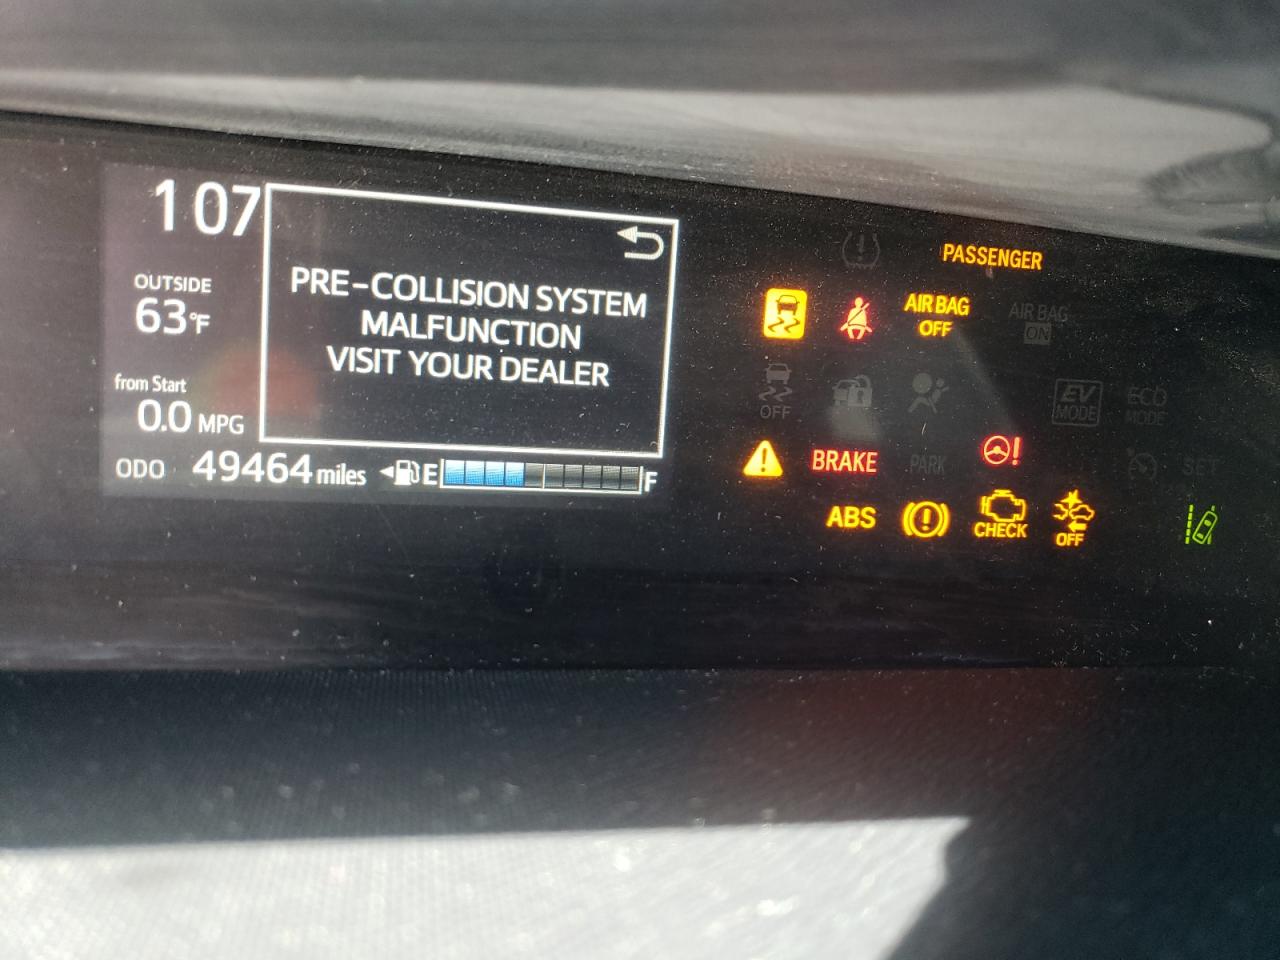 107
OUTSIDE
63°F
from Start
0.0 MPG
ODO 49464 miles
E F
PRE-COLLISION SYSTEM
MALFUNCTION
VISIT YOUR DEALER
PASSENGER
AIR BAG
OFF
AIR BAG
ON
OFF
EV
MODE
ECO
MODE
BRAKE
PARK
SET
ABS
CHECK
OFF